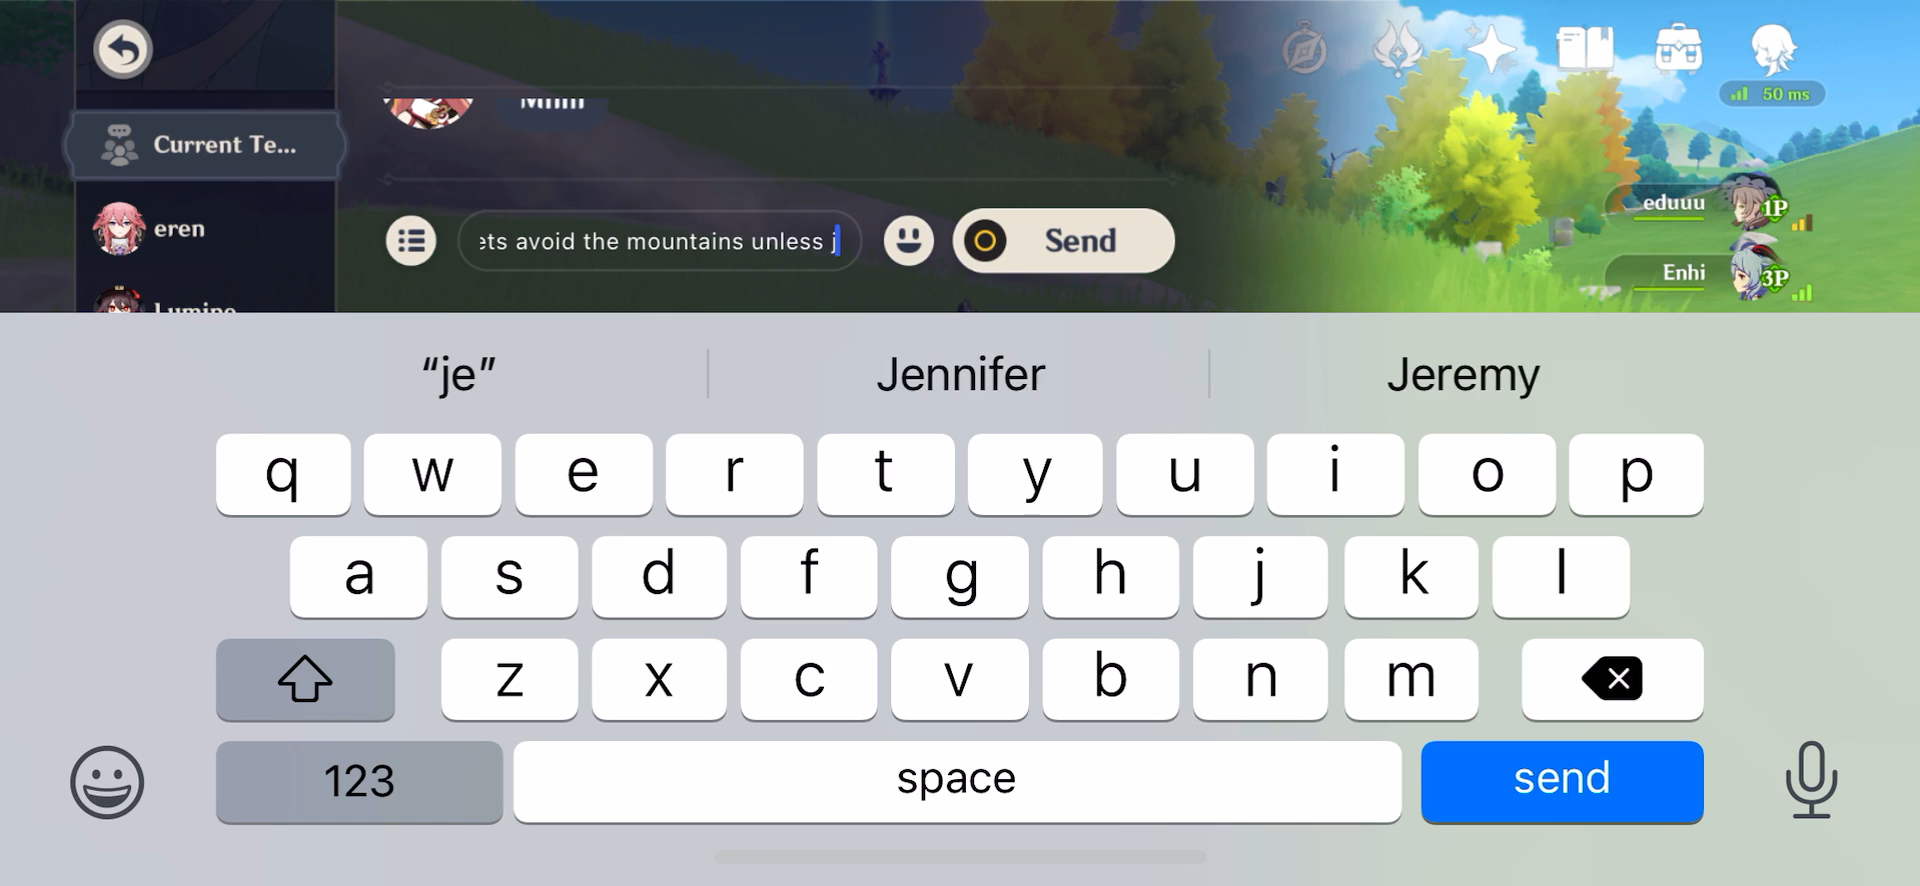 50 ms
Current Te...
eduuu
1P
eren
ets avoid the mountains unless j
Send
Enhi
3P
"je"
Jennifer
Jeremy
q w e r t y u i o p
a s d f g h j k l
z x c v b n m
123
space
send